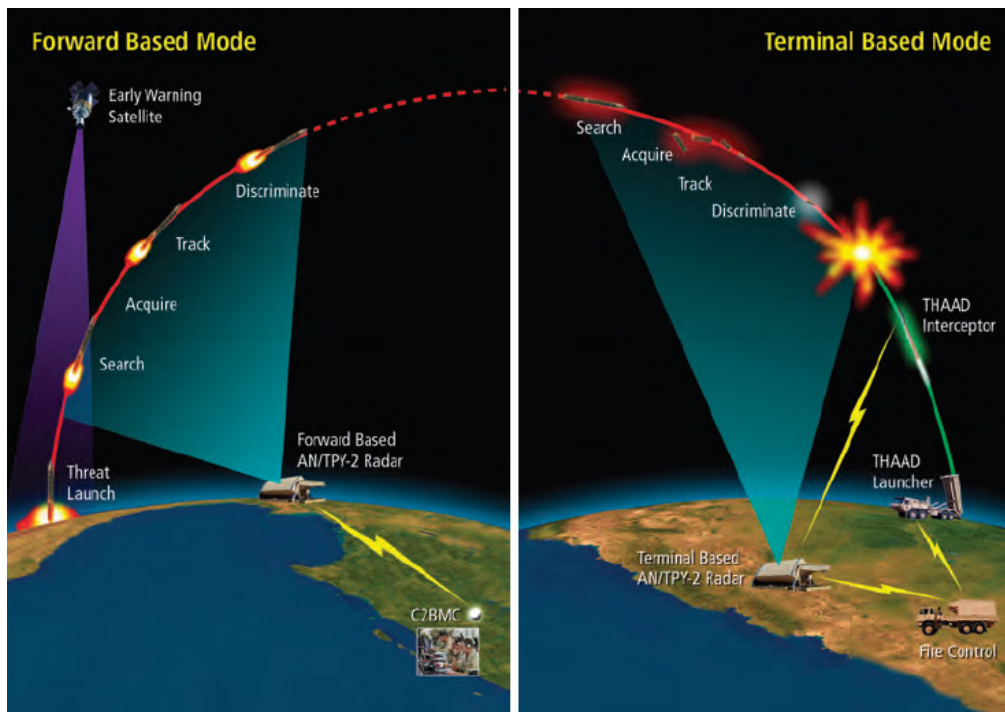 Forward Based Mode
Early Warning
Satellite
Discriminate
Track
Acquire
Search
Forward Based
AN/TPY-2 Radar
Threat
Launch
C2BMC
Terminal Based Mode
Search
Acquire
Track
Discriminate
THAAD
Interceptor
THAAD
Launcher
Terminal Based
AN/TPY-2 Radar
Fire Control